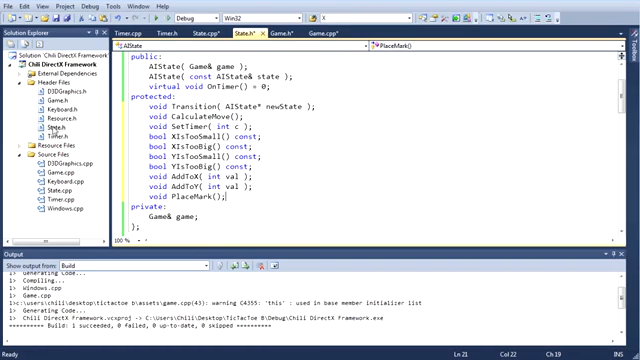 File Edit View Project Build Debug Team Data Tools Test Window Help
Debug Win32 X
Solution Explorer
Timer.cpp Timer.h State.cpp* State.h* Game.h* Game.cpp*
AIState PlaceMark()
Solution 'Chili DirectX Framework'
Chili DirectX Framework
External Dependencies
Header Files
D3DGraphics.h
Game.h
Keyboard.h
Resource.h
State.h
Timer.h
Resource Files
Source Files
D3DGraphics.cpp
Game.cpp
Keyboard.cpp
State.cpp
Timer.cpp
Windows.cpp
public:
AIState( Game& game );
AIState( const AIState& state );
virtual void OnTimer() = 0;
protected:
void Transition( AIState* newState );
void CalculateMove();
void SetTimer( int c );
bool XIsTooSmall() const;
bool XIsTooBig() const;
bool YIsTooSmall() const;
bool YIsTooBig() const;
void AddToX( int val );
void AddToY( int val );
void PlaceMark();
private:
Game& game;
};
100 %
Toolbox
Output
Show output from: Build
1> Generating Code...
1> Compiling...
1> Windows.cpp
1> Game.cpp
1>c:\users\chili\desktop\tictactoe b\assets\game.cpp(43): warning C4355: 'this' : used in base member initializer list
1> Generating Code...
1> Chili DirectX Framework.vcxproj -> C:\Users\Chili\Desktop\TicTacToe B\Debug\Chili DirectX Framework.exe
========== Build: 1 succeeded, 0 failed, 0 up-to-date, 0 skipped ==========
Ready Ln 21 Col 21 Ch 18